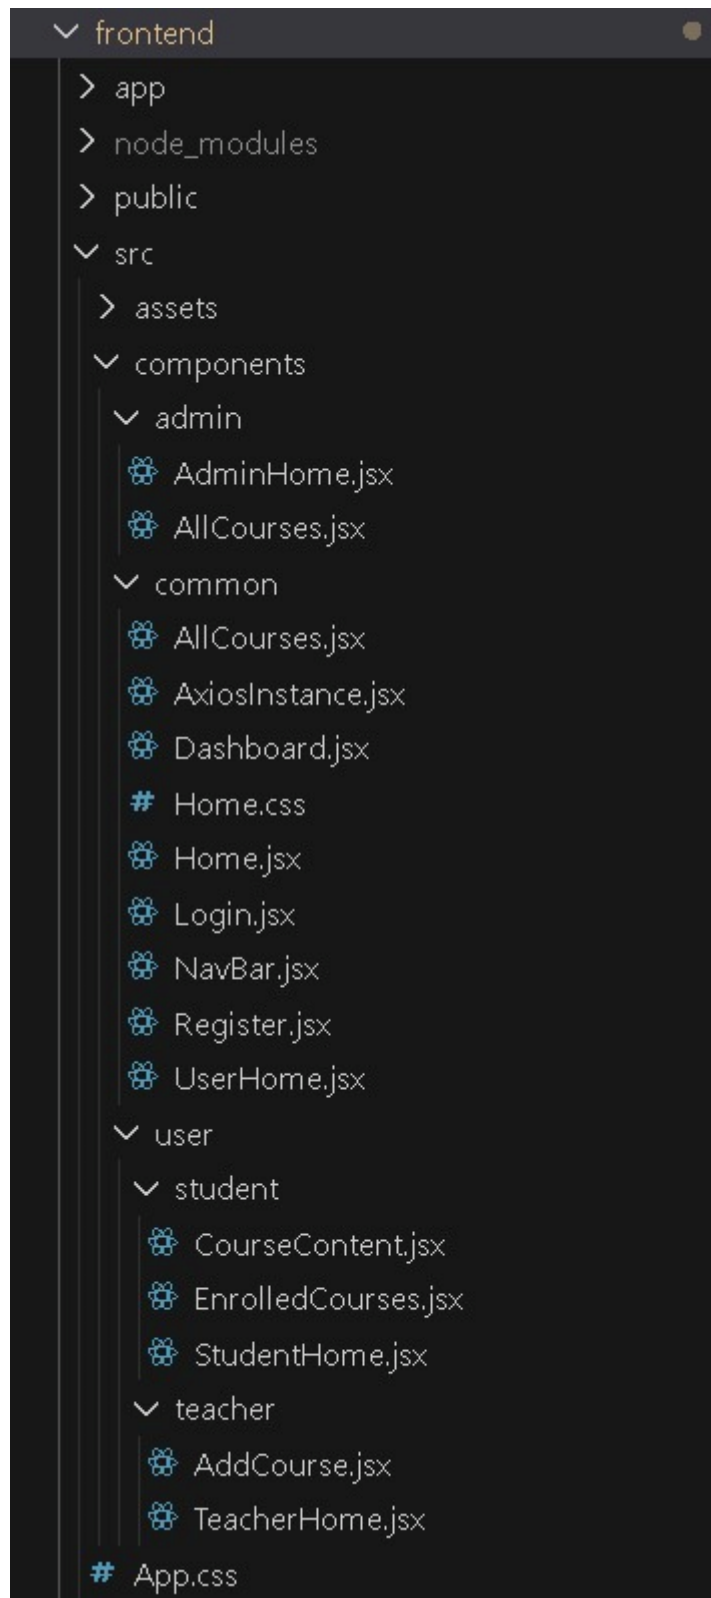 frontend
app
node_modules
public
src
assets
components
admin
AdminHome.jsx
AllCourses.jsx
common
AllCourses.jsx
AxiosInstance.jsx
Dashboard.jsx
# Home.css
Home.jsx
Login.jsx
NavBar.jsx
Register.jsx
UserHome.jsx
user
student
CourseContent.jsx
EnrolledCourses.jsx
StudentHome.jsx
teacher
AddCourse.jsx
TeacherHome.jsx
# App.css